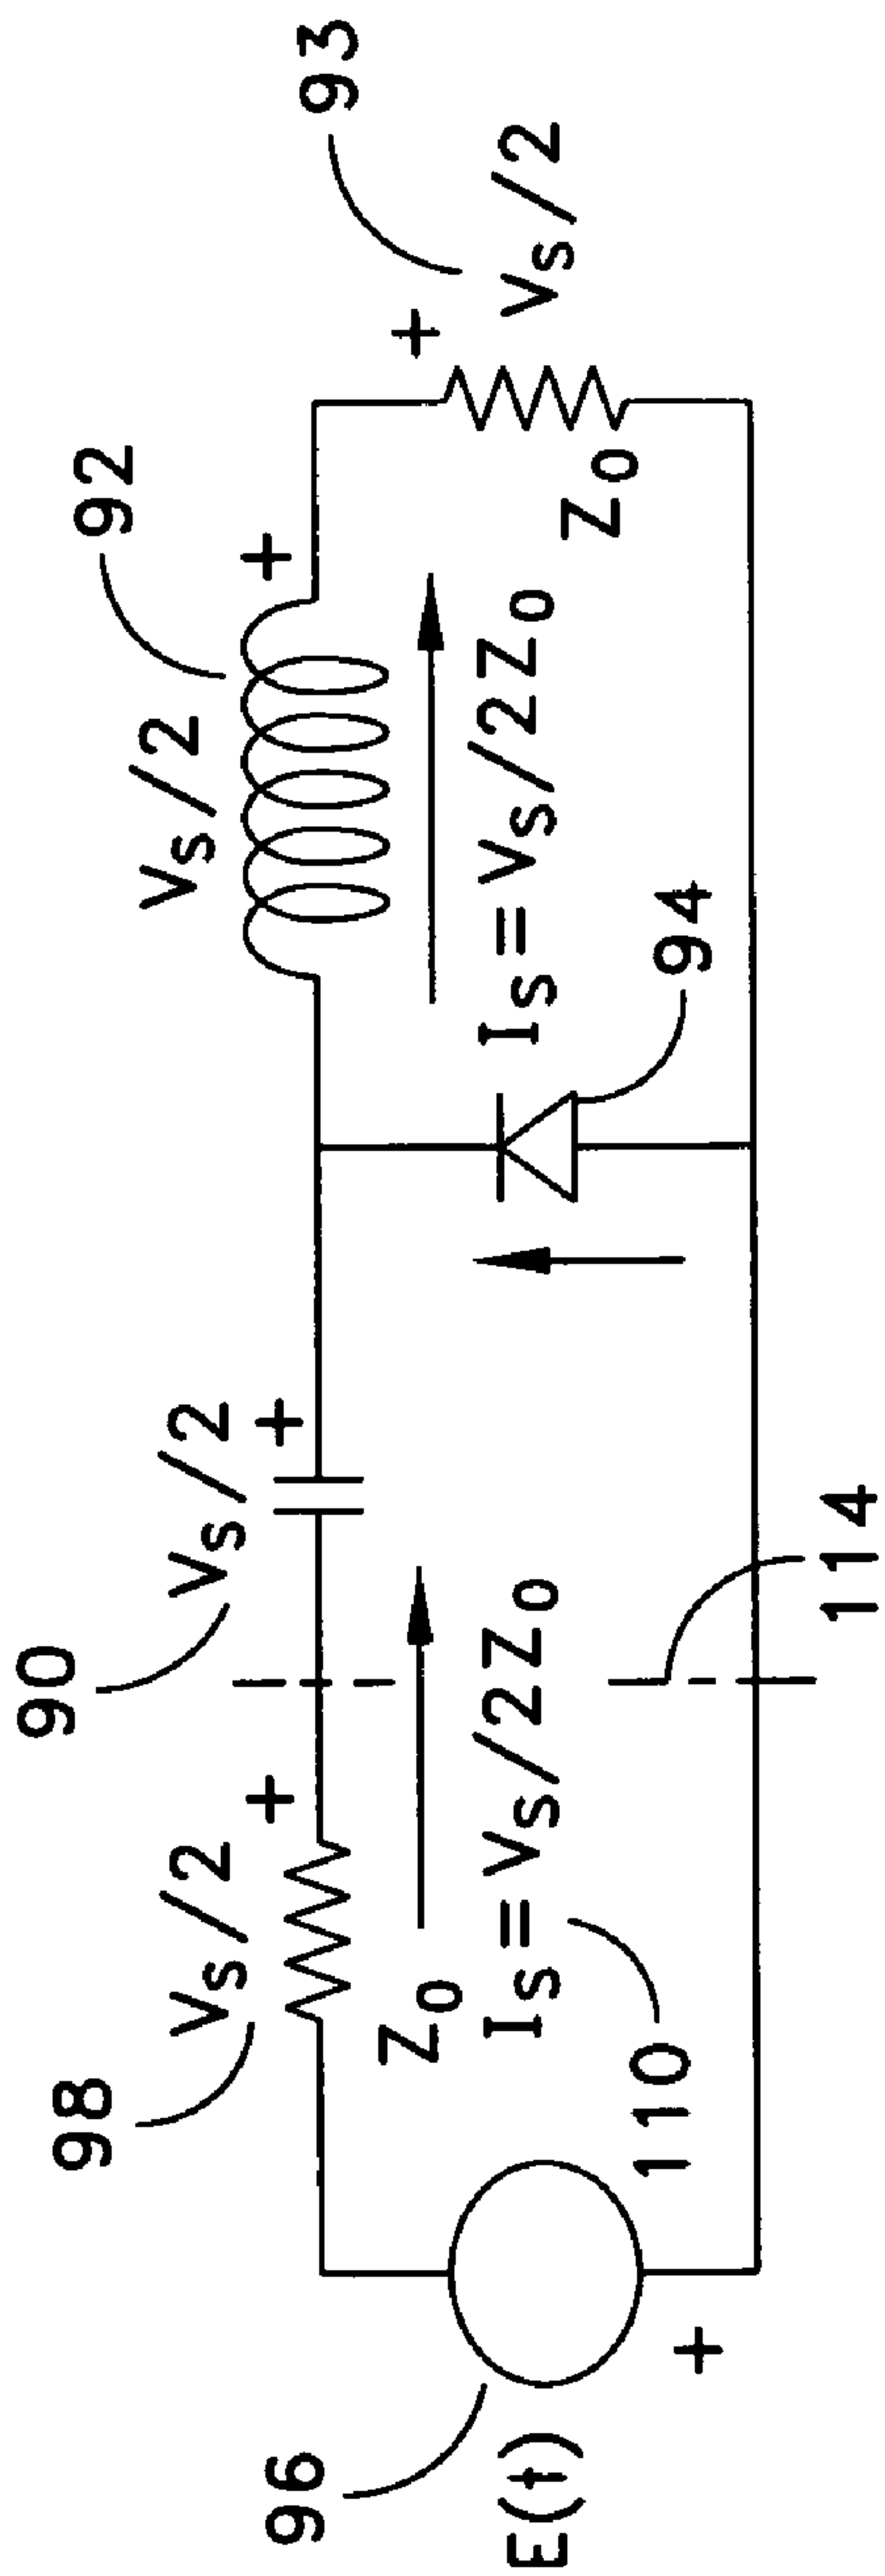 96
E(t)
+
98
Vs/2
+
Z0
Is=Vs/2Z0
110
90
Vs/2
+
114
94
92
Vs/2
+
Is=Vs/2Z0
93
+
Vs/2
Z0